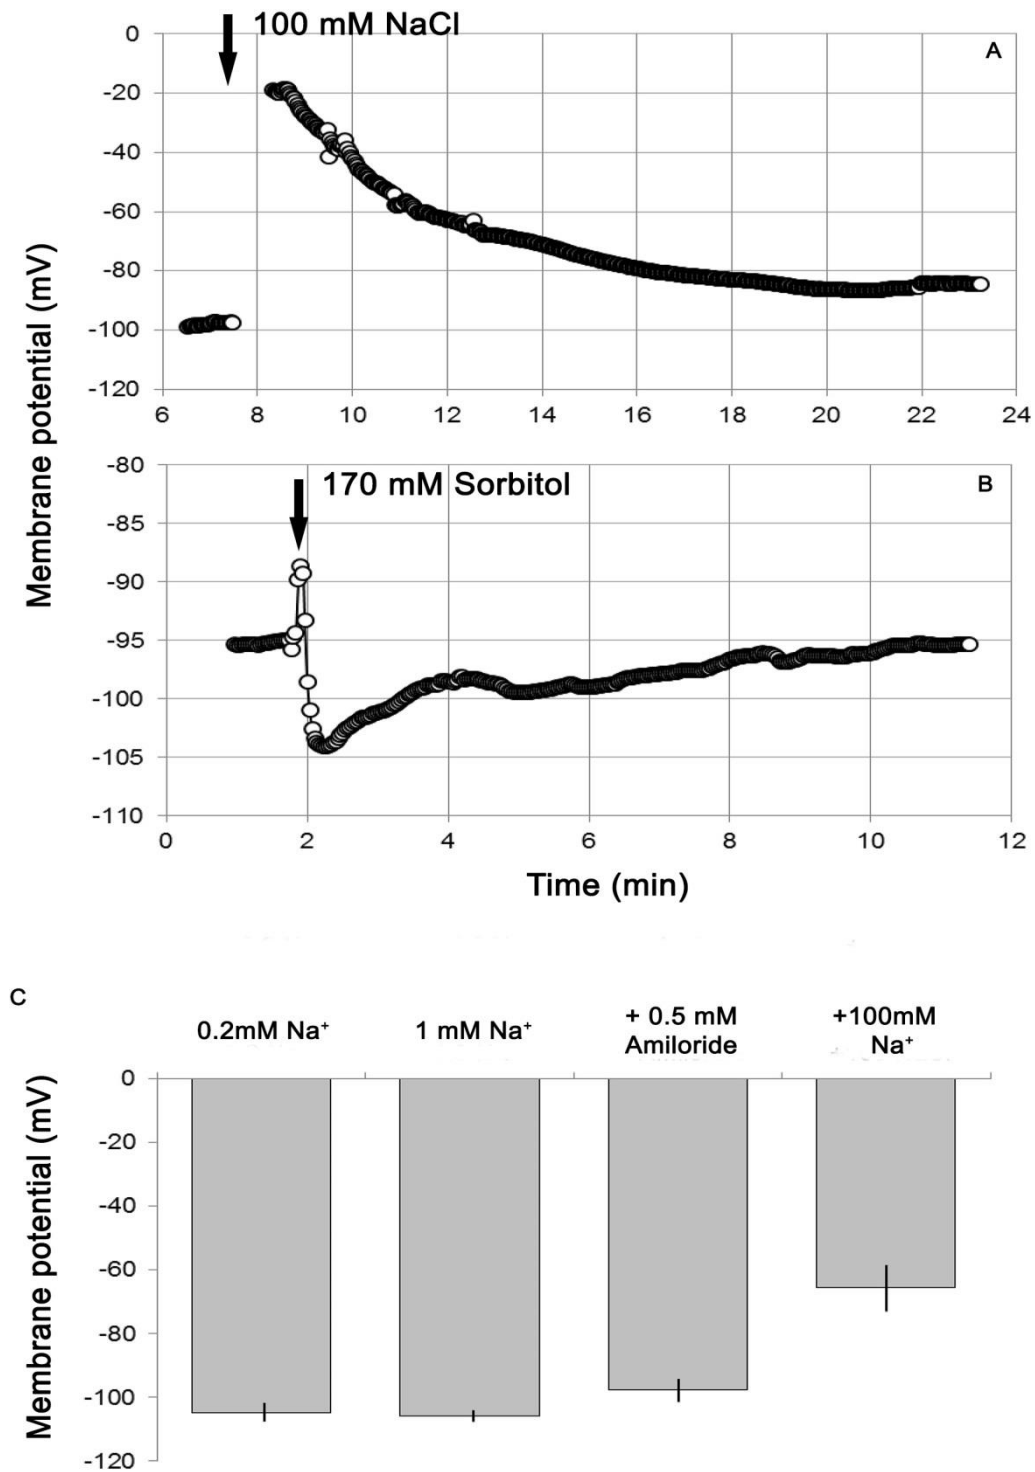 100 mM NaCl
A
0
-20
-40
-60
-80
-100
-120
6 8 10 12 14 16 18 20 22 24
Membrane potential (mV)
170 mM Sorbitol
B
-80
-85
-90
-95
-100
-105
-110
0 2 4 6 8 10 12
Time (min)
C
0.2mM Na⁺
1 mM Na⁺
+ 0.5 mM
Amiloride
+100mM
Na⁺
0
-20
-40
-60
-80
-100
-120
Membrane potential (mV)